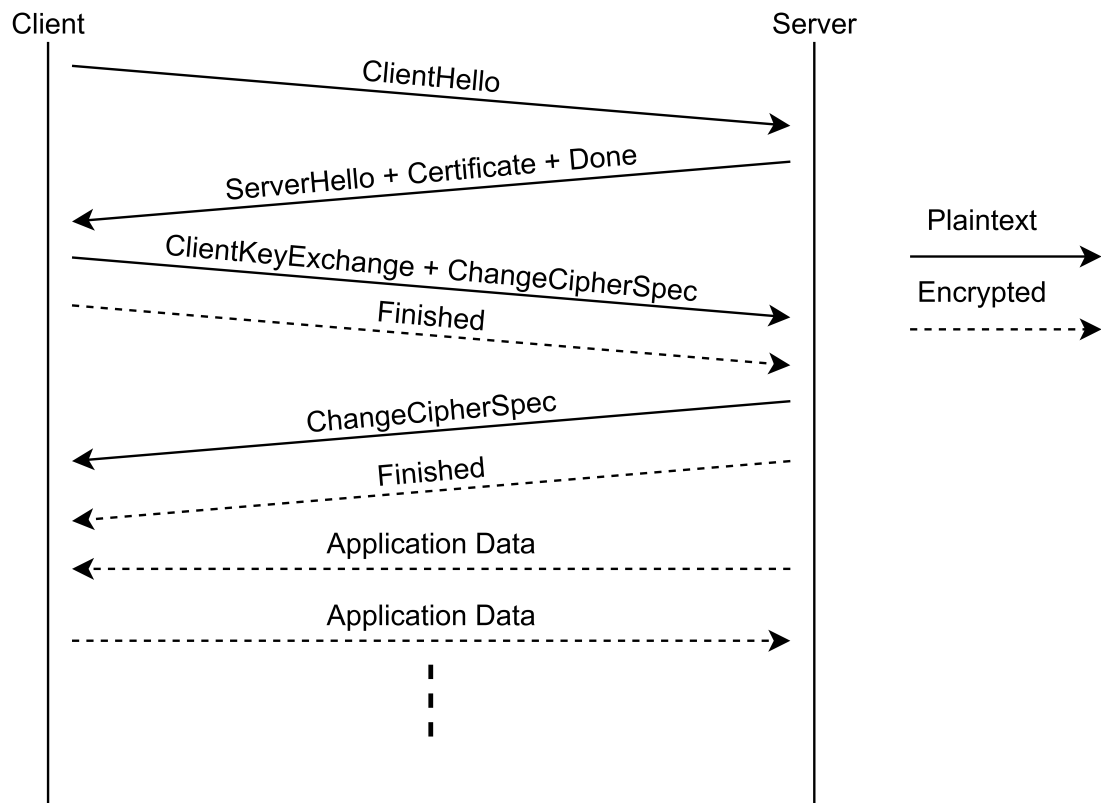 Client
Server
ClientHello
ServerHello + Certificate + Done
Plaintext
ClientKeyExchange + ChangeCipherSpec
Encrypted
Finished
ChangeCipherSpec
Finished
Application Data
Application Data